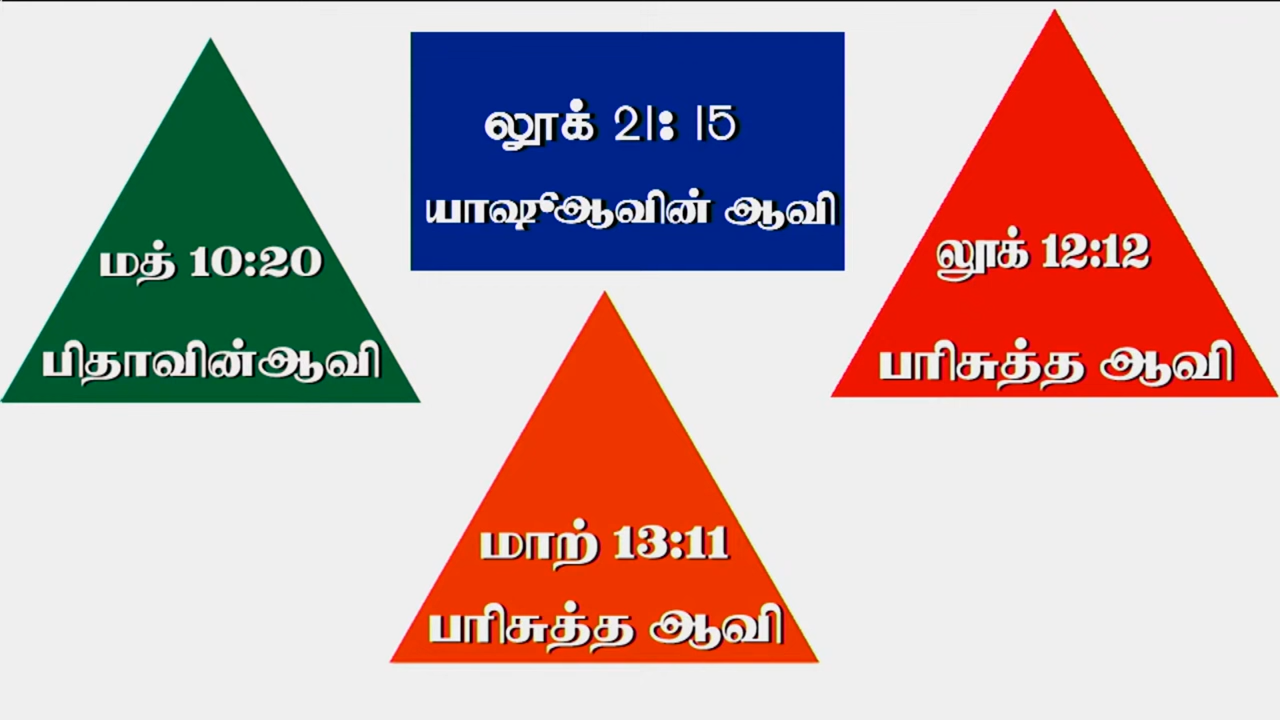 மத் 10:20
பிதாவின்ஆவி
லூக் 21: 15
யாஷூஆவின் ஆவி
லூக் 12:12
பரிசுத்த ஆவி
மாற் 13:11
பரிசுத்த ஆவி